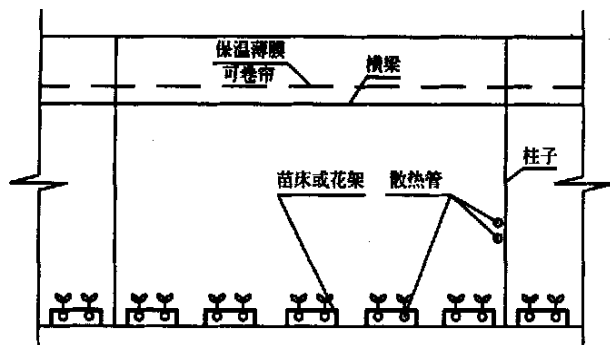 保温薄膜
可卷帘
横梁
柱子
苗床或花架
散热管